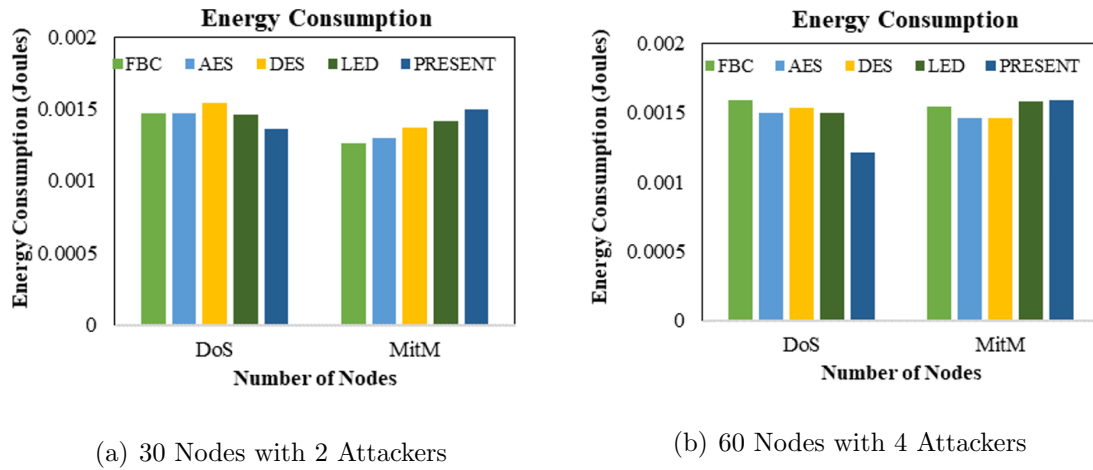 Energy Consumption
0.002
FBC AES DES LED PRESENT
0.0015
0.001
0.0005
0
Energy Consumption (Joules)
DoS MitM
Number of Nodes
(a) 30 Nodes with 2 Attackers
Energy Consumption
0.002
FBC AES DES LED PRESENT
0.0015
0.001
0.0005
0
Energy Consumption (Joules)
DoS MitM
Number of Nodes
(b) 60 Nodes with 4 Attackers